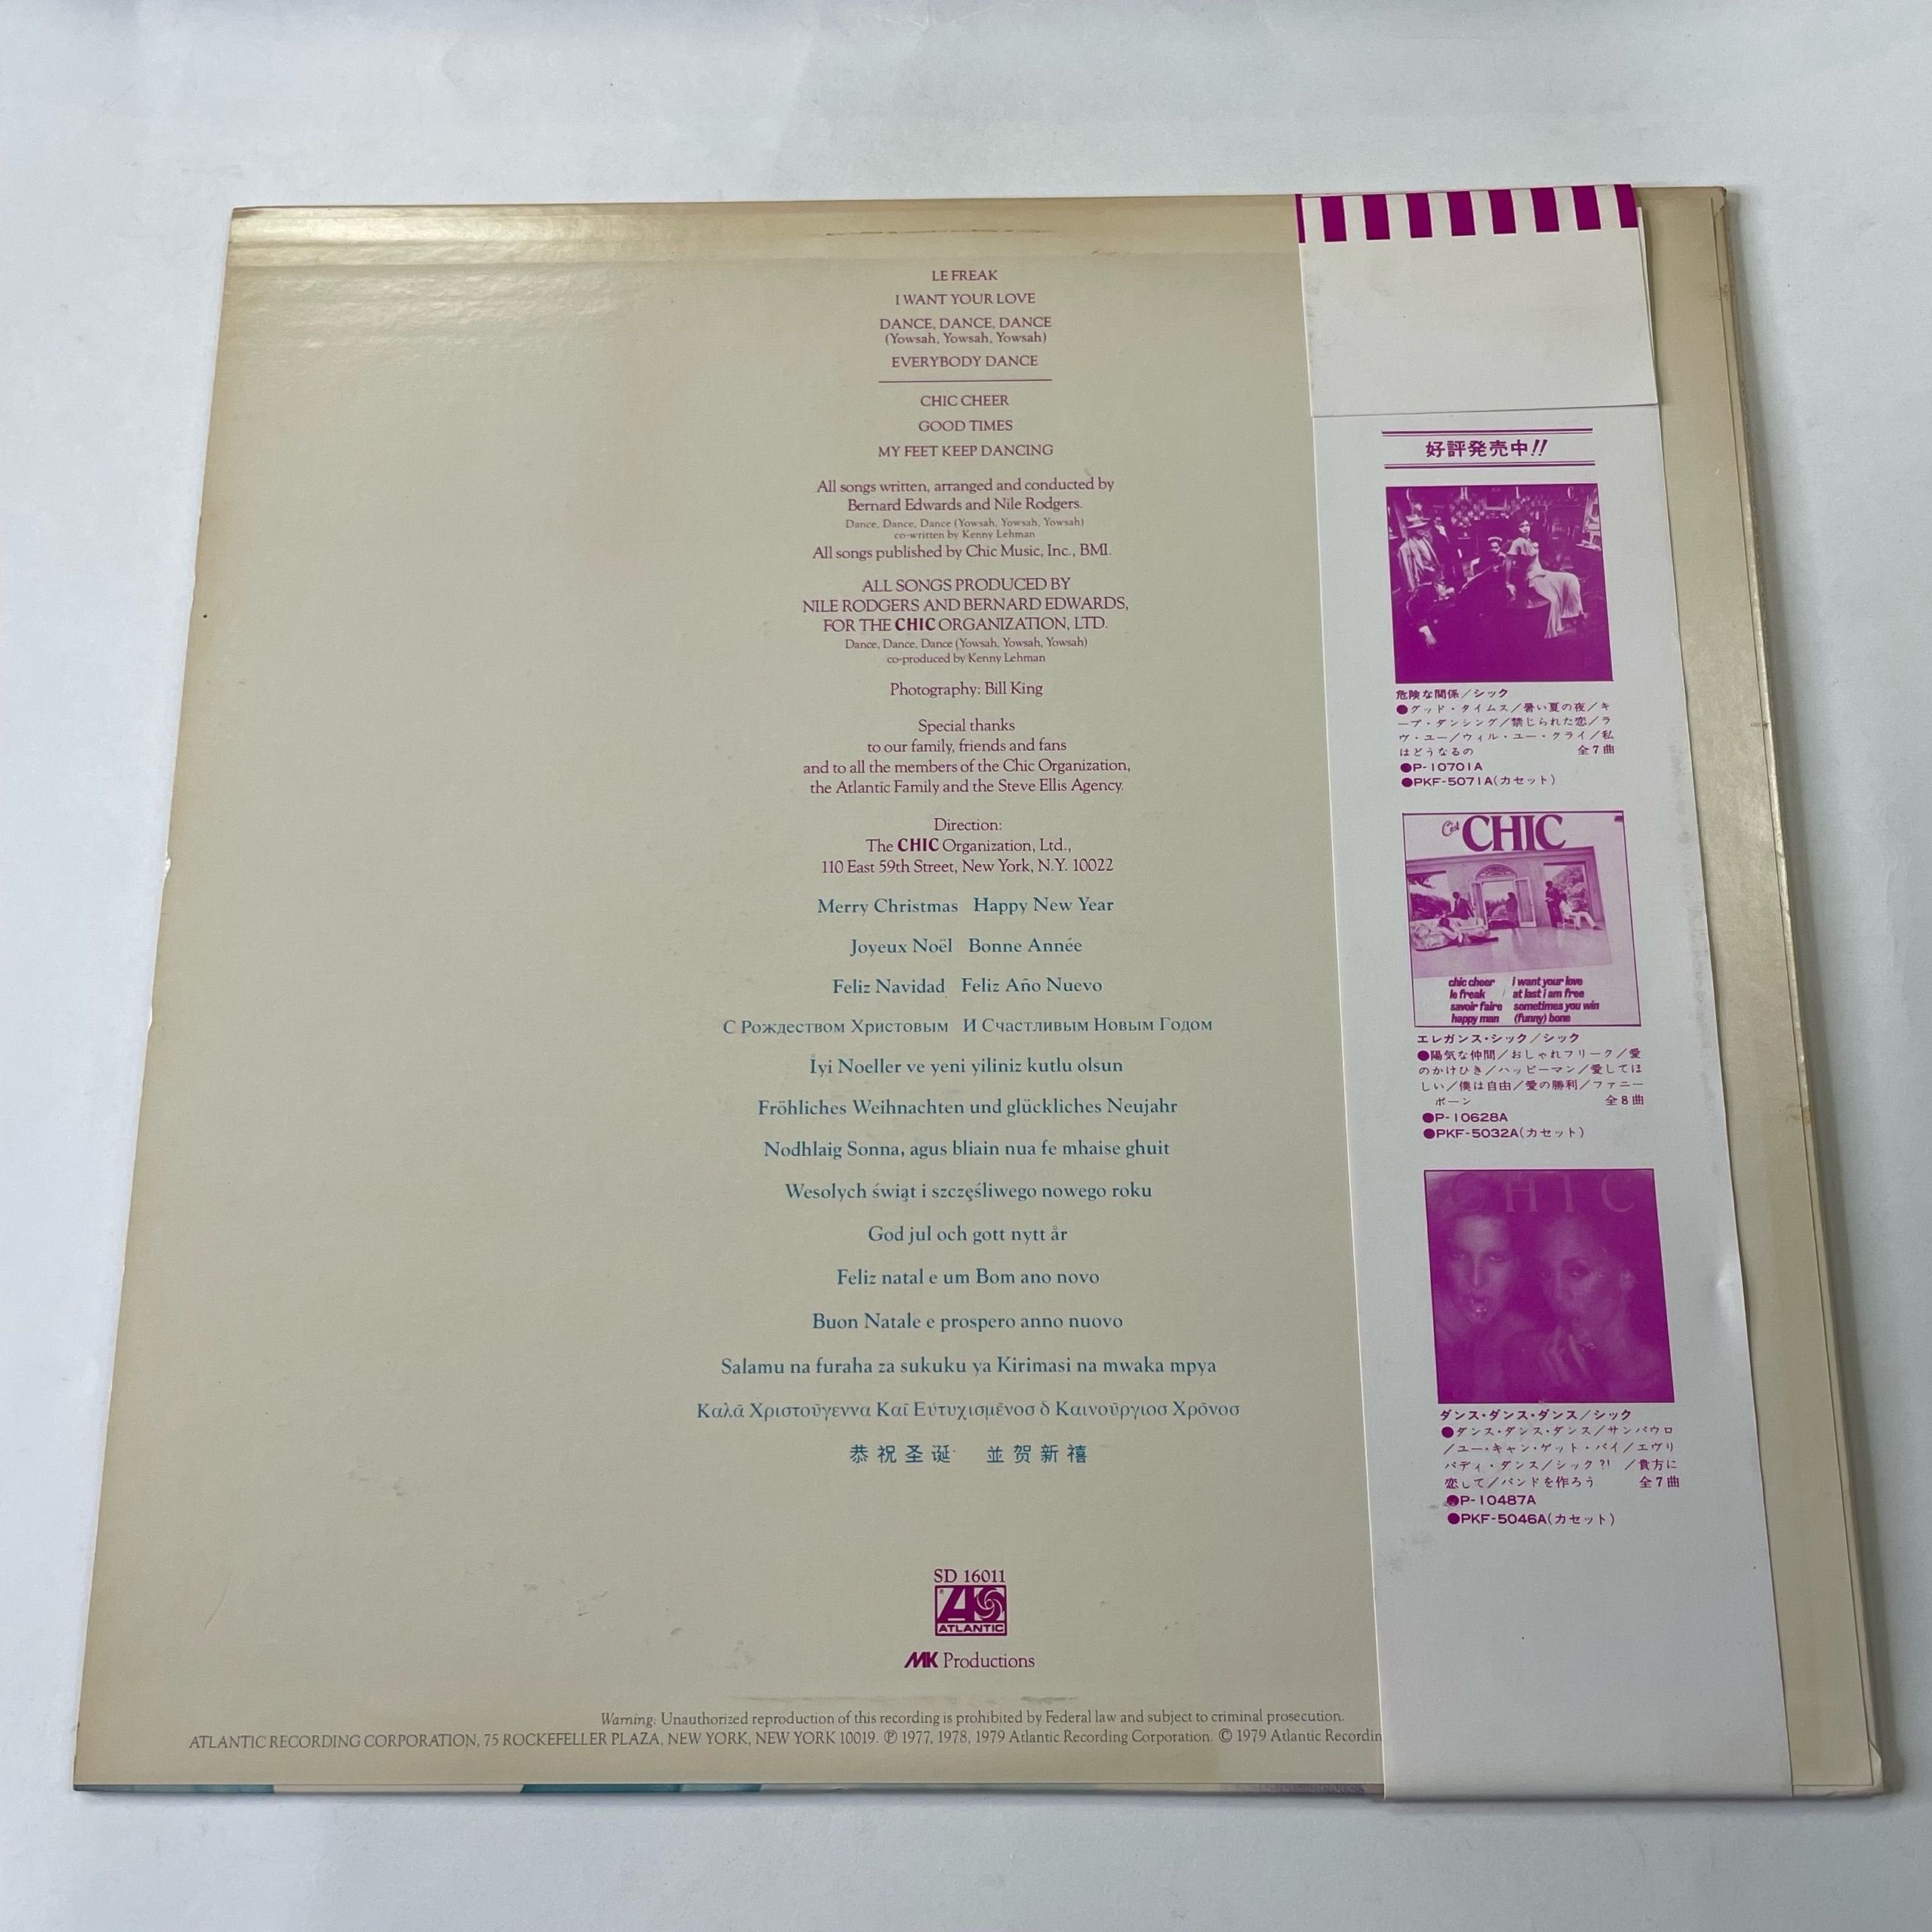 LE FREAK
I WANT YOUR LOVE
DANCE, DANCE, DANCE
(Yowsah, Yowsah, Yowsah)
EVERYBODY DANCE
CHIC CHEER
GOOD TIMES
MY FEET KEEP DANCING
All songs written, arranged and conducted by
Bernard Edwards and Nile Rodgers.
Dance, Dance, Dance (Yowsah, Yowsah, Yowsah)
co-written by Kenny Lehman
All songs published by Chic Music, Inc., BMI.
ALL SONGS PRODUCED BY
NILE RODGERS AND BERNARD EDWARDS,
FOR THE CHIC ORGANIZATION, LTD.
Dance, Dance, Dance (Yowsah, Yowsah, Yowsah)
co-produced by Kenny Lehman
Photography: Bill King
Special thanks
to our family, friends and fans
and to all the members of the Chic Organization,
the Atlantic Family and the Steve Ellis Agency.
Direction:
The CHIC Organization, Ltd.,
110 East 59th Street, New York, N.Y. 10022
Merry Christmas Happy New Year
Joyeux Noël Bonne Année
Feliz Navidad Feliz Año Nuevo
С Рождеством Христовым И Счастливым Новым Годом
İyi Noeller ve yeni yiliniz kutlu olsun
Fröhliches Weihnachten und glückliches Neujahr
Nodhlaig Sonna, agus bliain nua fe mhaise ghuit
Wesolych świąt i szczęśliwego nowego roku
God jul och gott nytt år
Feliz natal e um Bom ano novo
Buon Natale e prospero anno nuovo
Salamu na furaha za sukuku ya Kirimasi na mwaka mpya
Καλᾶ Χριστοῦγεννα Καῖ Εύτυχισμἔνοσ δ Καινοῦργιοσ Χρὄνοσ
恭祝圣诞 並贺新禧
SD 16011
ATLANTIC
MK Productions
Warning: Unauthorized reproduction of this recording is prohibited by Federal law and subject to criminal prosecution.
ATLANTIC RECORDING CORPORATION, 75 ROCKEFELLER PLAZA, NEW YORK, NEW YORK 10019. ℗ 1977, 1978, 1979 Atlantic Recording Corporation. © 1979 Atlantic Recordin
好評発売中!!
危険な関係／シック
●グッド・タイムス／暑い夏の夜／キ
ープ・ダンシング／禁じられた恋／ラ
ヴ・ユー／ウィル・ユー・クライ／私
はどうなるの 全7曲
●P-10701A
●PKF-5071A(カセット)
C'est CHIC
chic cheer I want your love
le freak at last i am free
savoir faire sometimes you win
happy man (funny) bone
エレガンス・シック／シック
●陽気な仲間／おしゃれフリーク／愛
のかけひき／ハッピーマン／愛してほ
しい／僕は自由／愛の勝利／ファニー
ボーン 全8曲
●P-10628A
●PKF-5032A(カセット)
CHIC
ダンス・ダンス・ダンス／シック
●ダンス・ダンス・ダンス／サンパウロ
／ユー・キャン・ゲット・バイ／エヴリ
バディ・ダンス／シック?!／貴方に
恋して／バンドを作ろう 全7曲
●P-10487A
●PKF-5046A(カセット)